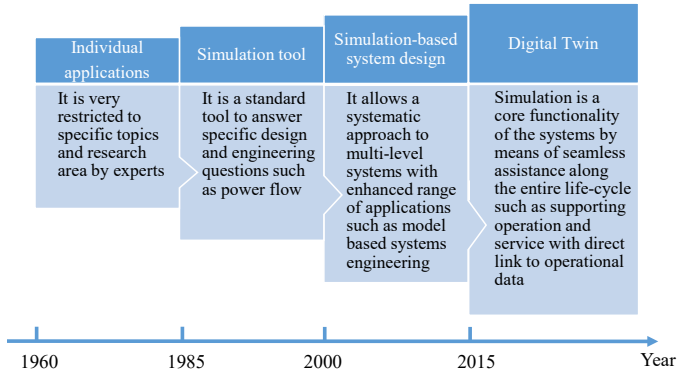 Individual
applications
It is very
restricted to
specific topics
and research
area by experts
Simulation tool
It is a standard
tool to answer
specific design
and engineering
questions such
as power flow
Simulation-based
system design
It allows a
systematic
approach to
multi-level
systems with
enhanced range
of applications
such as model
based systems
engineering
Digital Twin
Simulation is a
core functionality
of the systems by
means of seamless
assistance along
the entire life-cycle
such as supporting
operation and
service with direct
link to operational
data
1960
1985
2000
2015
Year